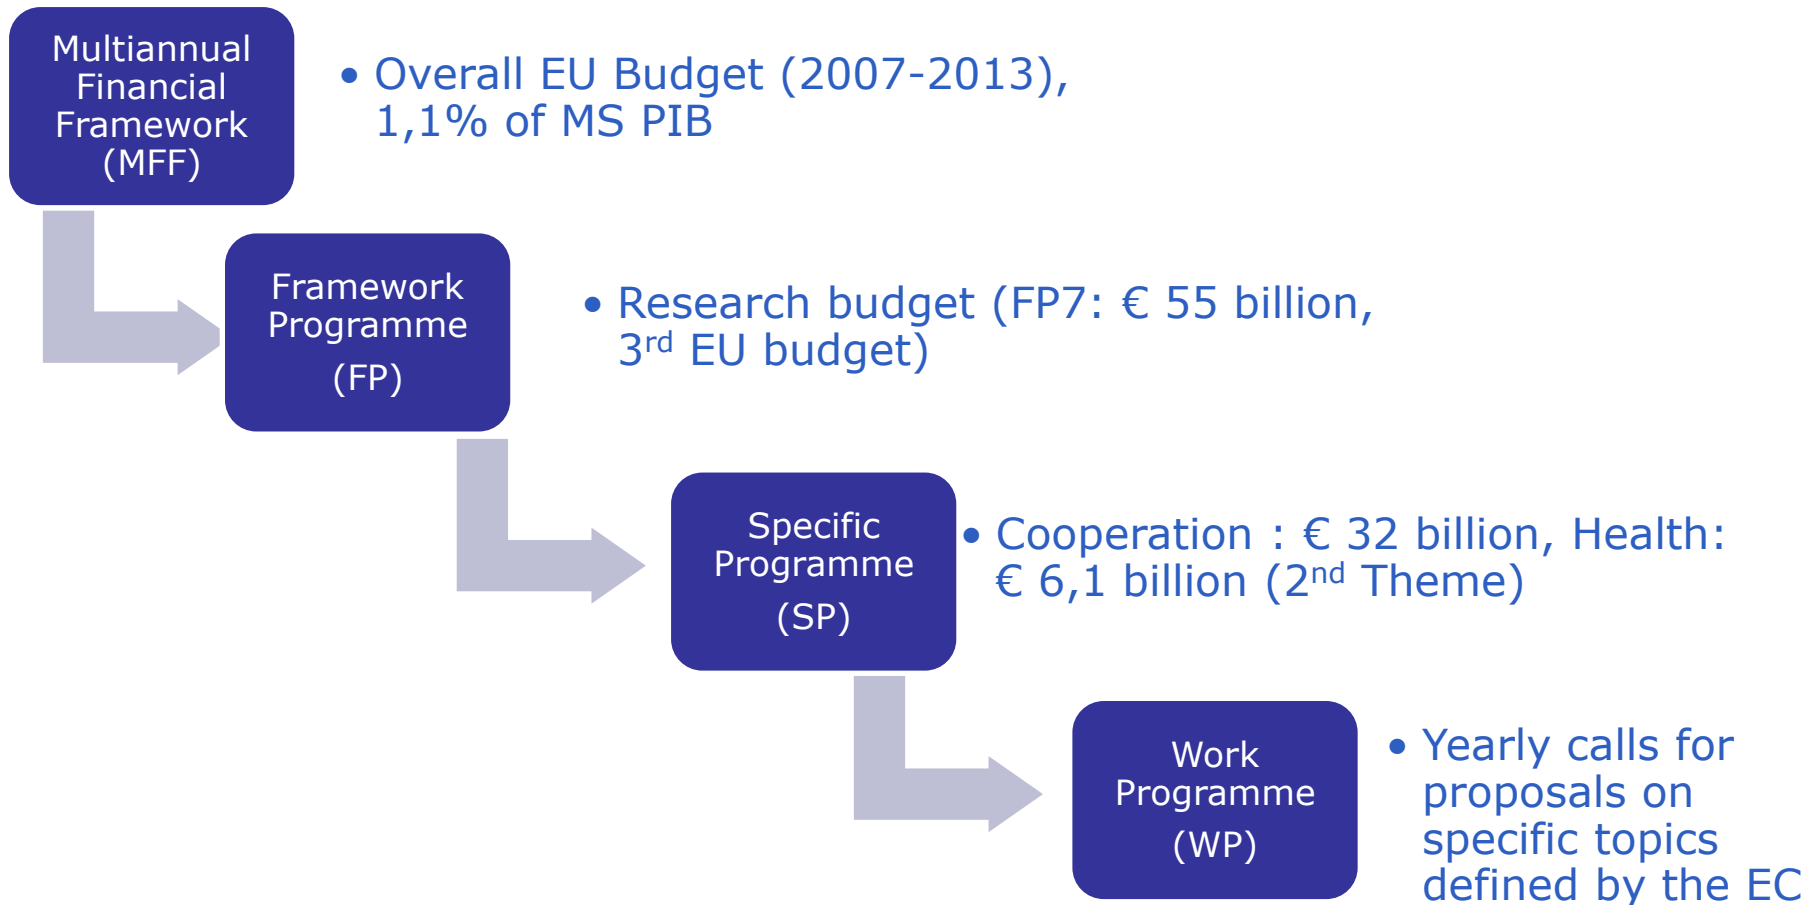 Multiannual
Financial
Framework
(MFF)
• Overall EU Budget (2007-2013),
1,1% of MS PIB
Framework
Programme
(FP)
• Research budget (FP7: € 55 billion,
3rd EU budget)
Specific
Programme
(SP)
• Cooperation : € 32 billion, Health:
€ 6,1 billion (2nd Theme)
Work
Programme
(WP)
• Yearly calls for
proposals on
specific topics
defined by the EC